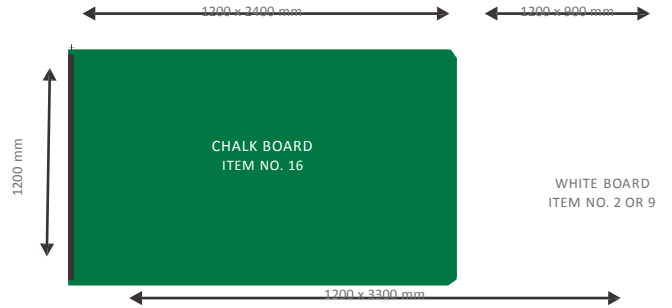 1200 x 2400 mm
1200 x 900 mm
1200 mm
CHALK BOARD
ITEM NO. 16
WHITE BOARD
ITEM NO. 2 OR 9
1200 x 3300 mm